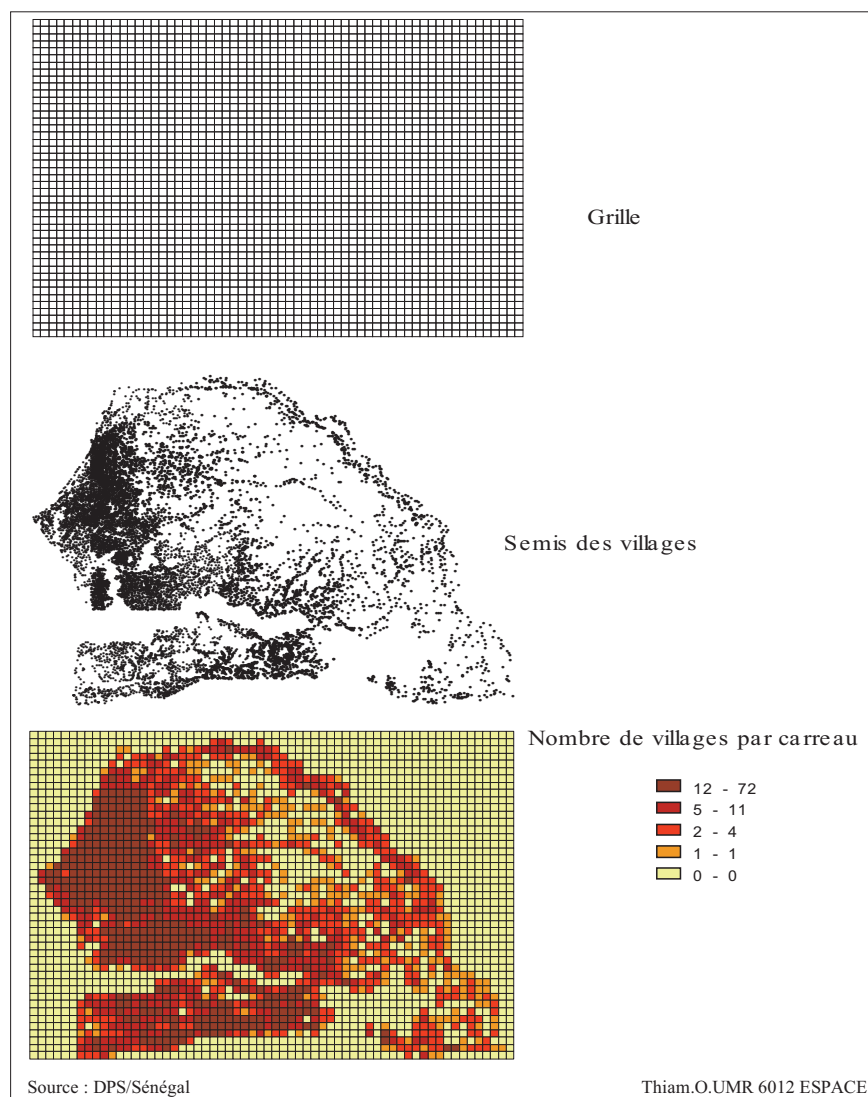 Grille
Semis des villages
Nombre de villages par carreau
12 - 72
5 - 11
2 - 4
1 - 1
0 - 0
Source : DPS/Sénégal
Thiam.O.UMR 6012 ESPACE